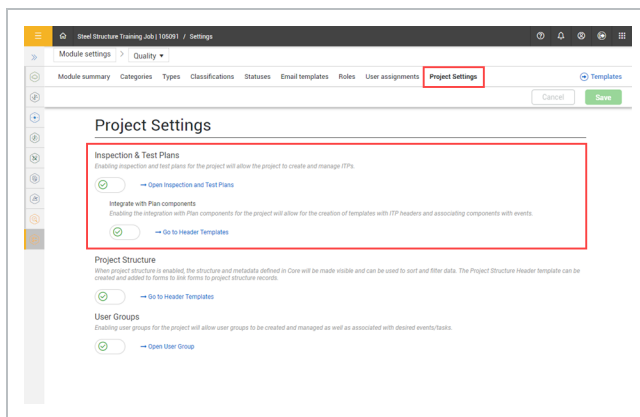 Steel Structure Training Job | 105091 / Settings
Module settings > Quality
Module summary Categories Types Classifications Statuses Email templates Roles User assignments Project Settings Templates
Cancel Save
Project Settings
Inspection & Test Plans
Enabling inspection and test plans for the project will allow the project to create and manage ITPs.
→ Open Inspection and Test Plans
Integrate with Plan components
Enabling the integration with Plan components for the project will allow for the creation of templates with ITP headers and associating components with events.
→ Go to Header Templates
Project Structure
When project structure is enabled, the structure and metadata defined in Core will be made visible and can be used to sort and filter data. The Project Structure Header template can be
created and added to forms to link forms to project structure records.
→ Go to Header Templates
User Groups
Enabling user groups for the project will allow user groups to be created and managed as well as associated with desired events/tasks.
→ Open User Group